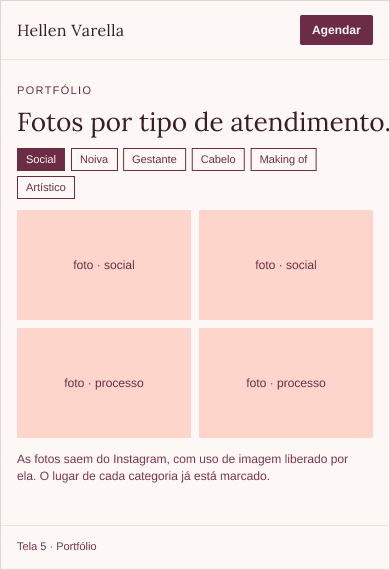 Hellen Varella
Agendar
PORTFÓLIO
Fotos por tipo de atendimento.
Social
Noiva
Gestante
Cabelo
Making of
Artístico
foto · social
foto · social
foto · processo
foto · processo
As fotos saem do Instagram, com uso de imagem liberado por
ela. O lugar de cada categoria já está marcado.
Tela 5 · Portfólio